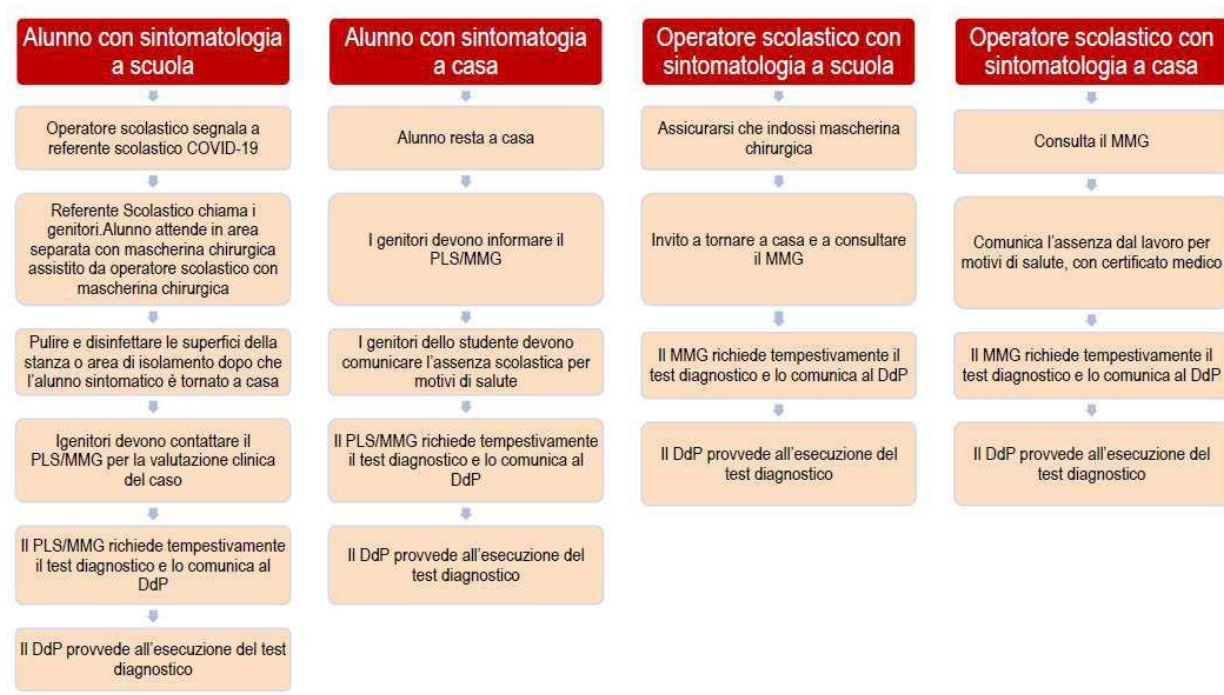 Alunno con sintomatologia
a scuola
Operatore scolastico segnala a
referente scolastico COVID-19
Referente Scolastico chiama i
genitori.Alunno attende in area
separata con mascherina chirurgica
assistito da operatore scolastico con
mascherina chirurgica
Pulire e disinfettare le superfici della
stanza o area di isolamento dopo che
l'alunno sintomatico è tornato a casa
Igenitori devono contattare il
PLS/MMG per la valutazione clinica
del caso
Il PLS/MMG richiede tempestivamente
il test diagnostico e lo comunica al
DdP
Il DdP provvede all'esecuzione del test
diagnostico
Alunno con sintomatogia
a casa
Alunno resta a casa
I genitori devono informare il
PLS/MMG
I genitori dello studente devono
comunicare l'assenza scolastica per
motivi di salute
Il PLS/MMG richiede tempestivamente
il test diagnostico e lo comunica al
DdP
Il DdP provvede all'esecuzione del
test diagnostico
Operatore scolastico con
sintomatologia a scuola
Assicurarsi che indossi mascherina
chirurgica
Invito a tornare a casa e a consultare
il MMG
Il MMG richiede tempestivamente il
test diagnostico e lo comunica al DdP
Il DdP provvede all'esecuzione del
test diagnostico
Operatore scolastico con
sintomatologia a casa
Consulta il MMG
Comunica l'assenza dal lavoro per
motivi di salute, con certificato medico
Il MMG richiede tempestivamente il
test diagnostico e lo comunica al DdP
Il DdP provvede all'esecuzione del
test diagnostico